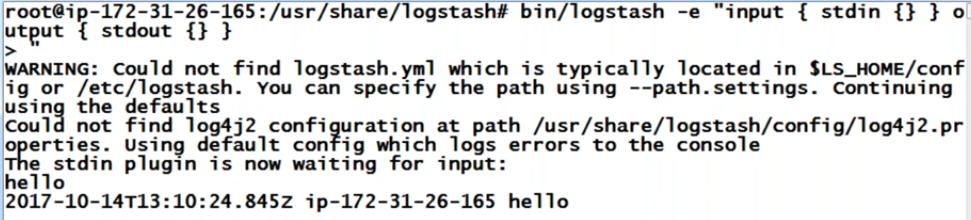 root@ip-172-31-26-165:/usr/share/logstash# bin/logstash -e "input { stdin {} } o
utput { stdout {} }
> "
WARNING: Could not find logstash.yml which is typically located in $LS_HOME/conf
ig or /etc/logstash. You can specify the path using --path.settings. Continuing
using the defaults
Could not find log4j2 configuration at path /usr/share/logstash/config/log4j2.pr
operties. Using default config which logs errors to the console
The stdin plugin is now waiting for input:
hello
2017-10-14T13:10:24.845Z ip-172-31-26-165 hello